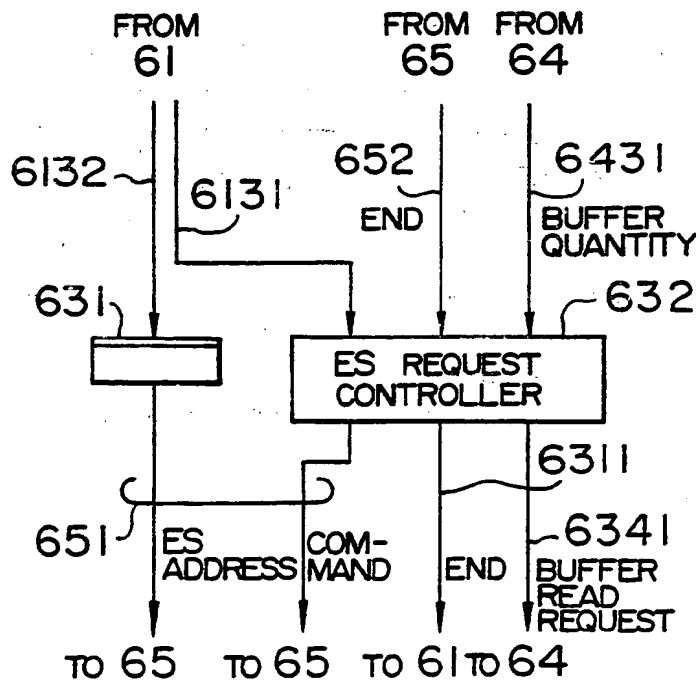 FROM 61
FROM 65
FROM 64
6132
6131
652
END
6431
BUFFER
QUANTITY
631
632
ES REQUEST
CONTROLLER
651
ES
ADDRESS
COM-
MAND
6311
END
6341
BUFFER
READ
REQUEST
TO 65
TO 65
TO 61
TO 64